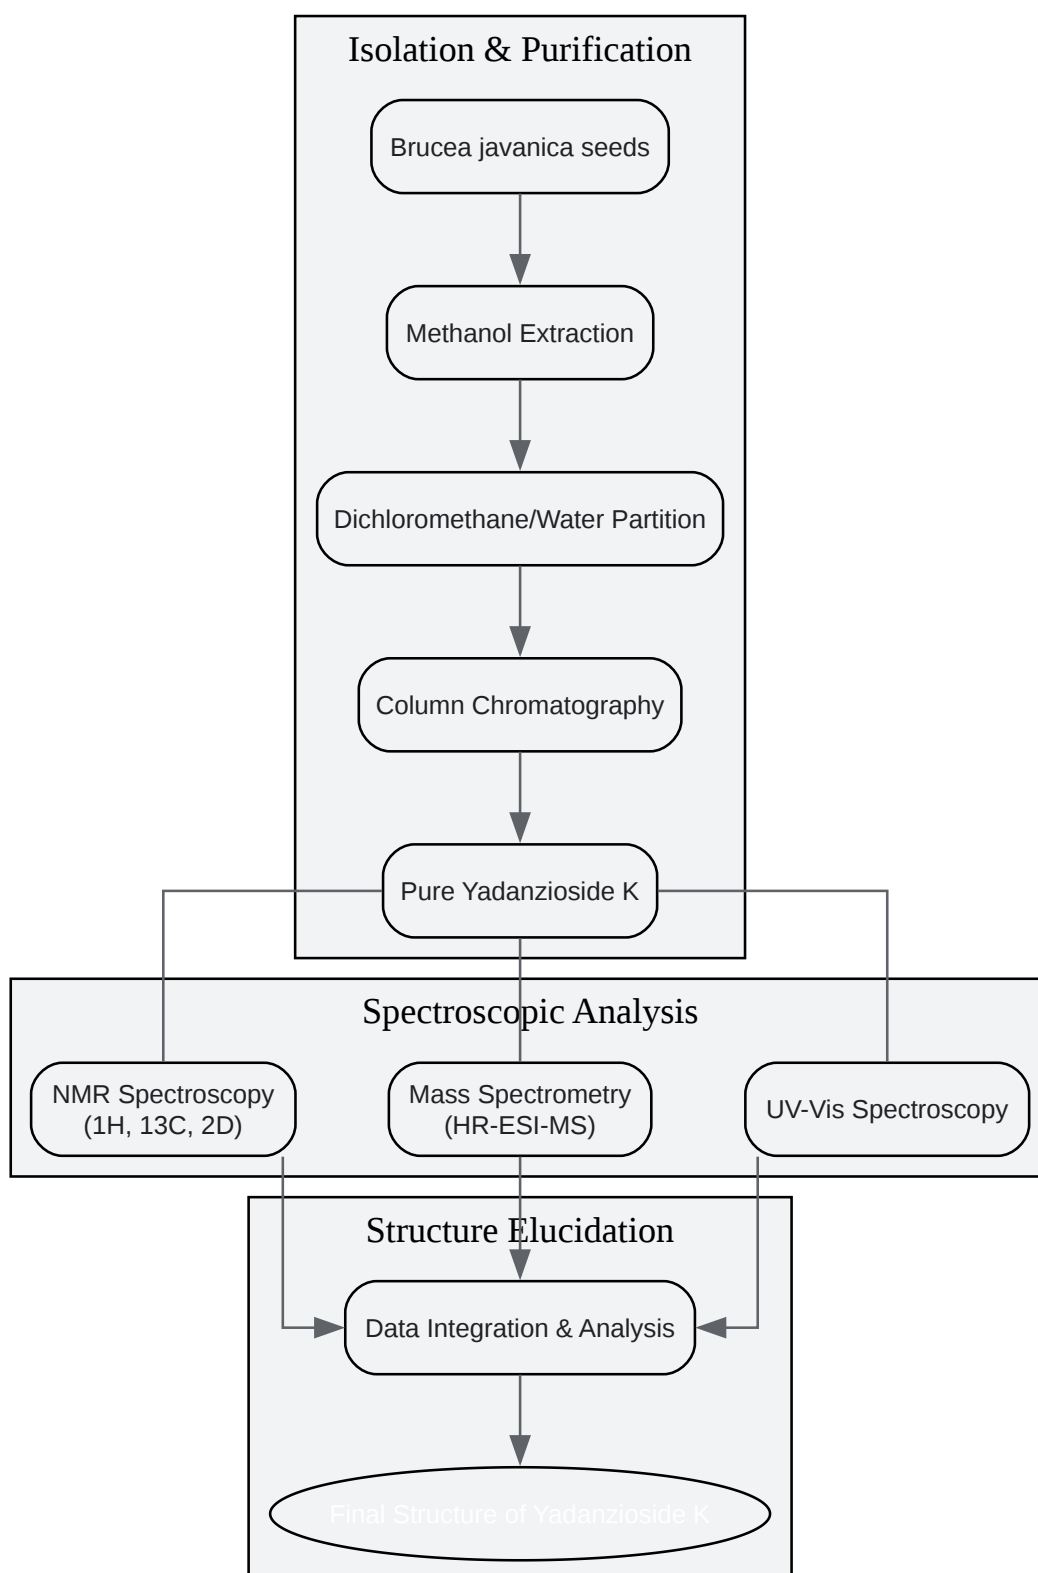 Isolation & Purification
Brucea javanica seeds
Methanol Extraction
Dichloromethane/Water Partition
Column Chromatography
Pure Yadanzioside K
Spectroscopic Analysis
NMR Spectroscopy
(1H, 13C, 2D)
Mass Spectrometry
(HR-ESI-MS)
UV-Vis Spectroscopy
Structure Elucidation
Data Integration & Analysis
Final Structure of Yadanzioside K